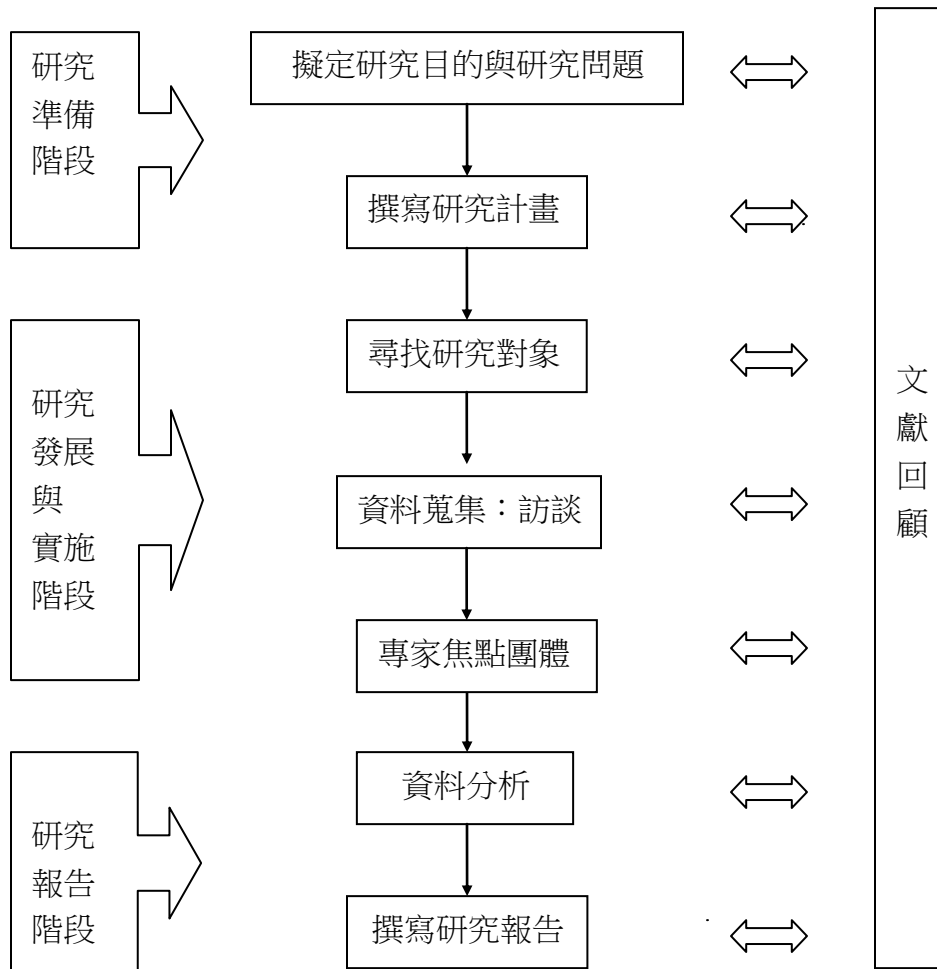 研究
準備
階段
擬定研究目的與研究問題
撰寫研究計畫
研究
發展
與
實施
階段
尋找研究對象
資料蒐集：訪談
專家焦點團體
研究
報告
階段
資料分析
撰寫研究報告
文
獻
回
顧